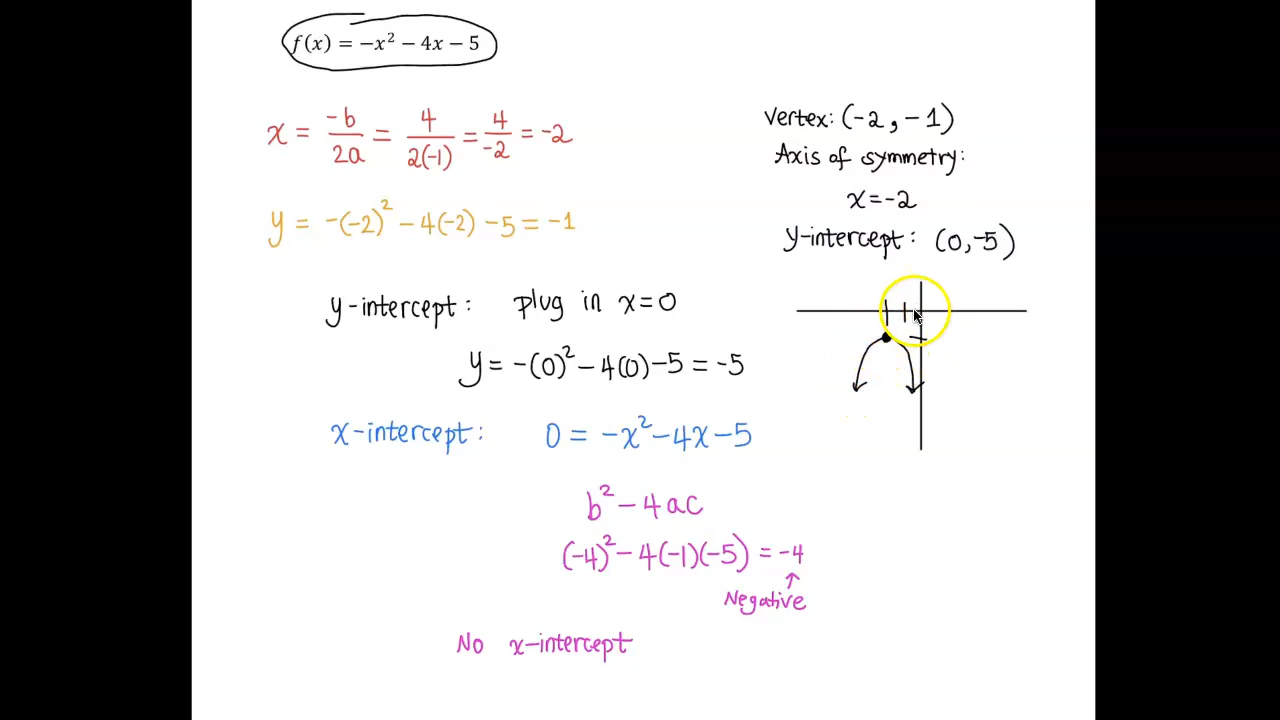 f(x) = −x² − 4x − 5
x = -b/2a = 4/2(-1) = 4/-2 = -2
y = -(-2)² - 4(-2) - 5 = -1
y-intercept: plug in x=0
y = -(0)² - 4(0) - 5 = -5
x-intercept: 0 = -x² - 4x - 5
b² - 4ac
(-4)² - 4(-1)(-5) = -4
↑
Negative
No x-intercept
Vertex: (-2, -1)
Axis of symmetry:
x = -2
y-intercept: (0, -5)